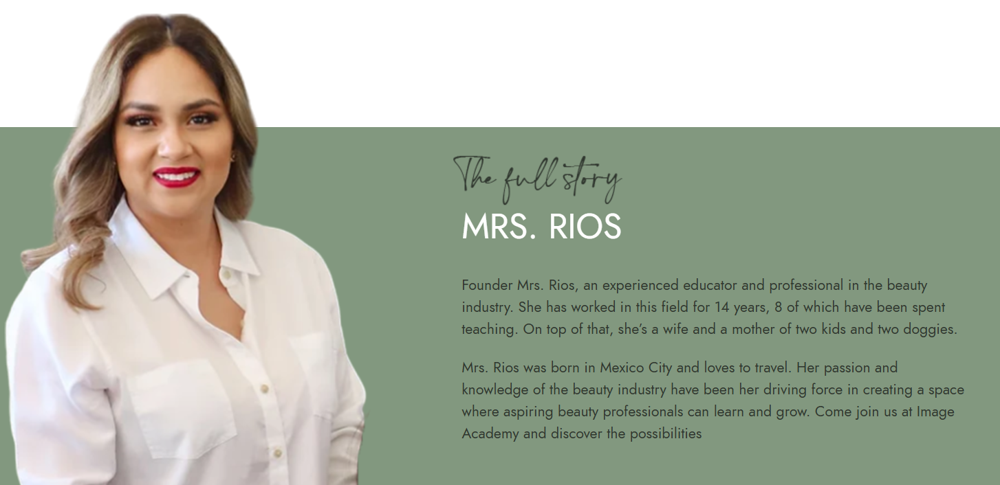 The full story
MRS. RIOS
Founder Mrs. Rios, an experienced educator and professional in the beauty
industry. She has worked in this field for 14 years, 8 of which have been spent
teaching. On top of that, she’s a wife and a mother of two kids and two doggies.
Mrs. Rios was born in Mexico City and loves to travel. Her passion and
knowledge of the beauty industry have been her driving force in creating a space
where aspiring beauty professionals can learn and grow. Come join us at Image
Academy and discover the possibilities